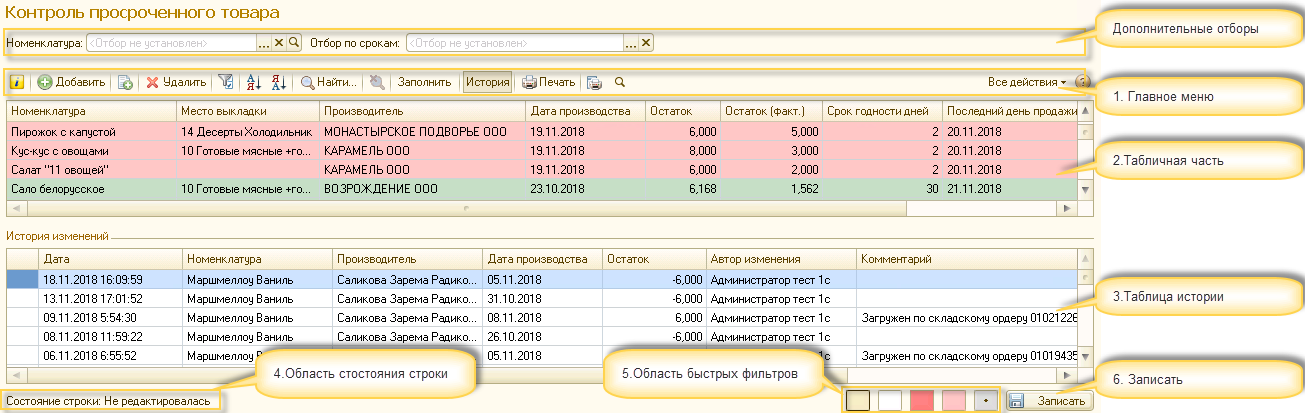 Контроль просроченного товара
Номенклатура: <Отбор не установлен> ... Отбор по срокам: <Отбор не установлен> ...
Дополнительные отборы
Добавить Удалить Найти... Заполнить История Печать Все действия
1. Главное меню
Номенклатура Место выкладки Производитель Дата производства Остаток Остаток (факт.) Срок годности дней Последний день продажи
Пирожок с капустой 14 Десерты Холодильник МОНАСТЫРСКОЕ ПОДВОРЬЕ ООО 19.11.2018 6,000 5,000 2 20.11.2018
Кус-кус с овощами 10 Готовые мясные +го... КАРАМЕЛЬ ООО 19.11.2018 8,000 3,000 2 20.11.2018
Салат "11 овощей" КАРАМЕЛЬ ООО 19.11.2018 6,000 2,000 2 20.11.2018
Сало белорусское 10 Готовые мясные +го... ВОЗРОЖДЕНИЕ ООО 23.10.2018 6,168 1,562 30 21.11.2018
2.Табличная часть
История изменений
Дата Номенклатура Производитель Дата производства Остаток Автор изменения Комментарий
18.11.2018 16:09:59 Маршмеллоу Ваниль Саликова Зарема Радико... 05.11.2018 -6,000 Администратор тест 1с
13.11.2018 17:01:52 Маршмеллоу Ваниль Саликова Зарема Радико... 31.10.2018 -6,000 Администратор тест 1с
09.11.2018 5:54:30 Маршмеллоу Ваниль Саликова Зарема Радико... 08.11.2018 6,000 Администратор тест 1с Загружен по складскому ордеру 01021226
08.11.2018 11:59:22 Маршмеллоу Ваниль Саликова Зарема Радико... 26.10.2018 -6,000 Администратор тест 1с
06.11.2018 6:55:52 Маршмеллоу 05.11.2018 1с Загружен по складскому ордеру 01019435
3.Таблица истории
4.Область стостояния строки
5.Область быстрых фильтров
6. Записать
Состояние строки: Не редактировалась
Записать